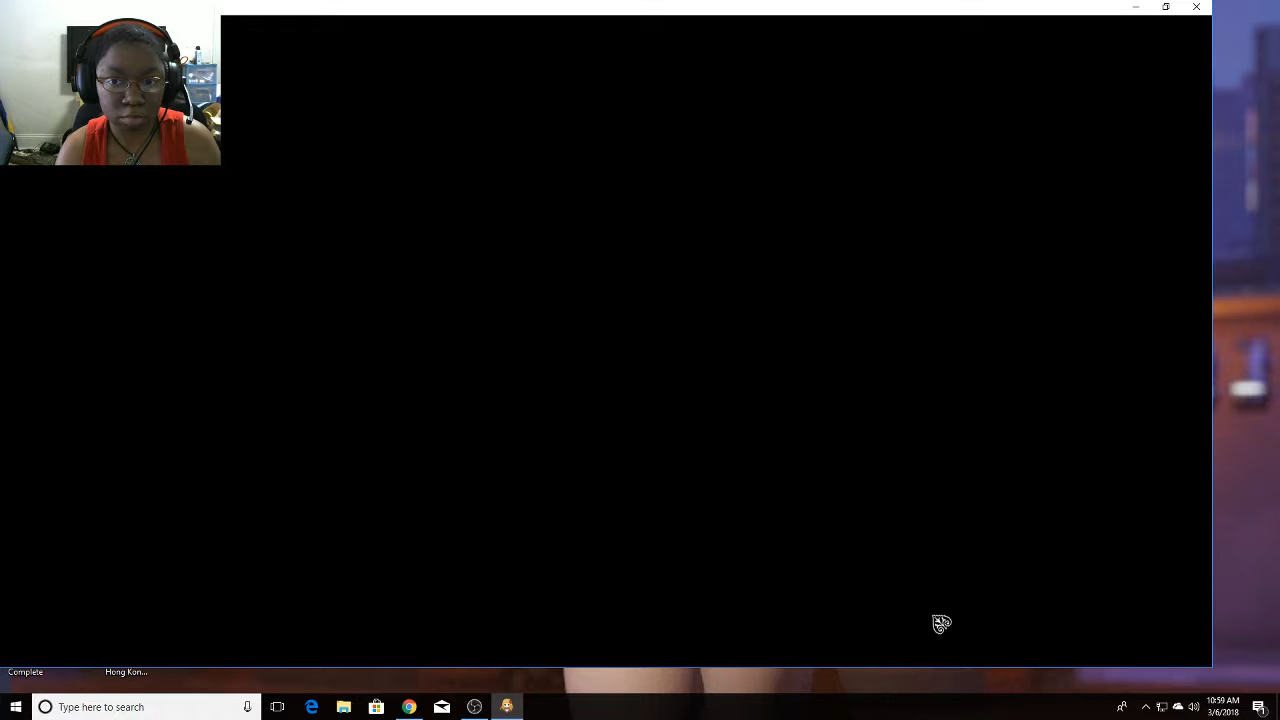 Complete
Hong Kon...
Type here to search
10:59 AM
3/6/2018